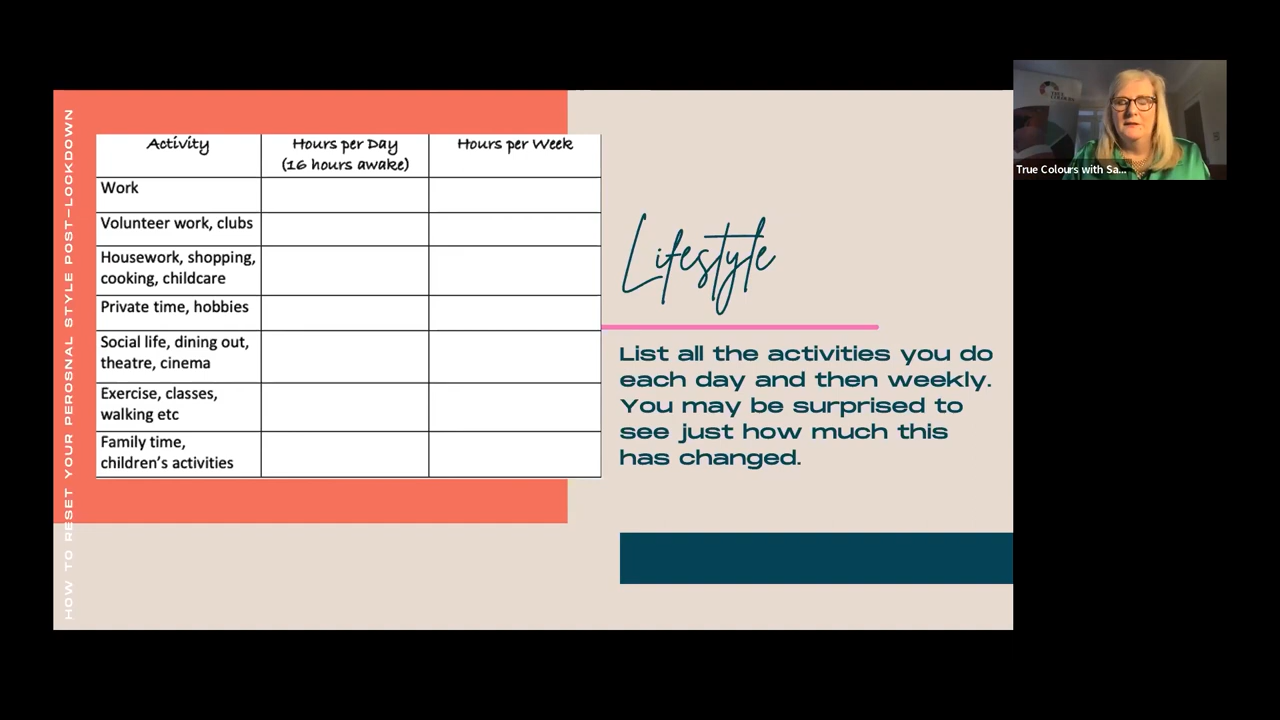 HOW TO RESET YOUR PEROSNAL STYLE POST-LOCKDOWN
Activity
Hours per Day
(16 hours awake)
Hours per Week
Work
Volunteer work, clubs
Housework, shopping,
cooking, childcare
Private time, hobbies
Social life, dining out,
theatre, cinema
Exercise, classes,
walking etc
Family time,
children's activities
Lifestyle
List all the activities you do
each day and then weekly.
You may be surprised to
see just how much this
has changed.
True Colours with Sa...